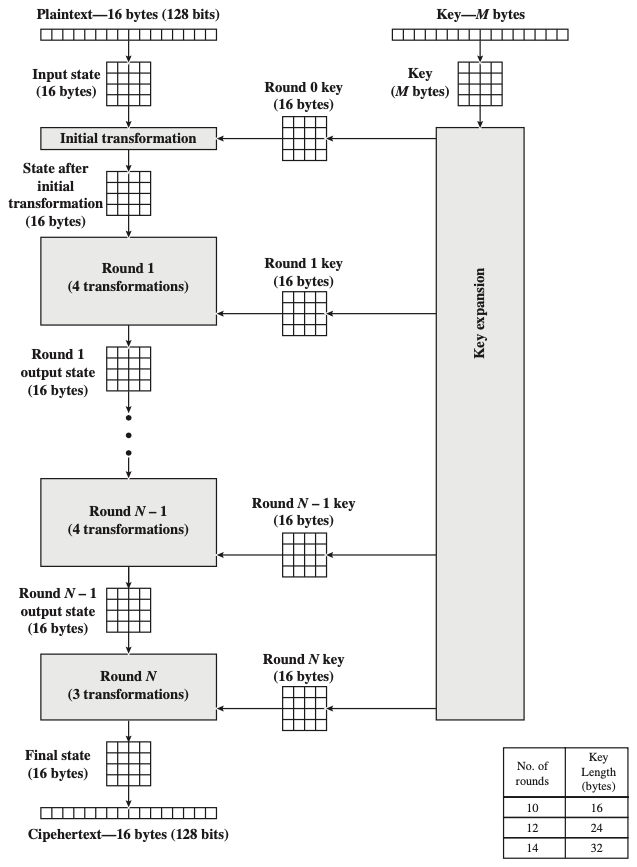 Plaintext—16 bytes (128 bits)
Key—M bytes
Input state
(16 bytes)
Key
(M bytes)
Round 0 key
(16 bytes)
Initial transformation
State after
initial
transformation
(16 bytes)
Round 1
(4 transformations)
Round 1 key
(16 bytes)
Key expansion
Round 1
output state
(16 bytes)
Round N – 1
(4 transformations)
Round N – 1 key
(16 bytes)
Round N – 1
output state
(16 bytes)
Round N
(3 transformations)
Round N key
(16 bytes)
Final state
(16 bytes)
Cipehertext—16 bytes (128 bits)
No. of
rounds
Key
Length
(bytes)
10 16
12 24
14 32